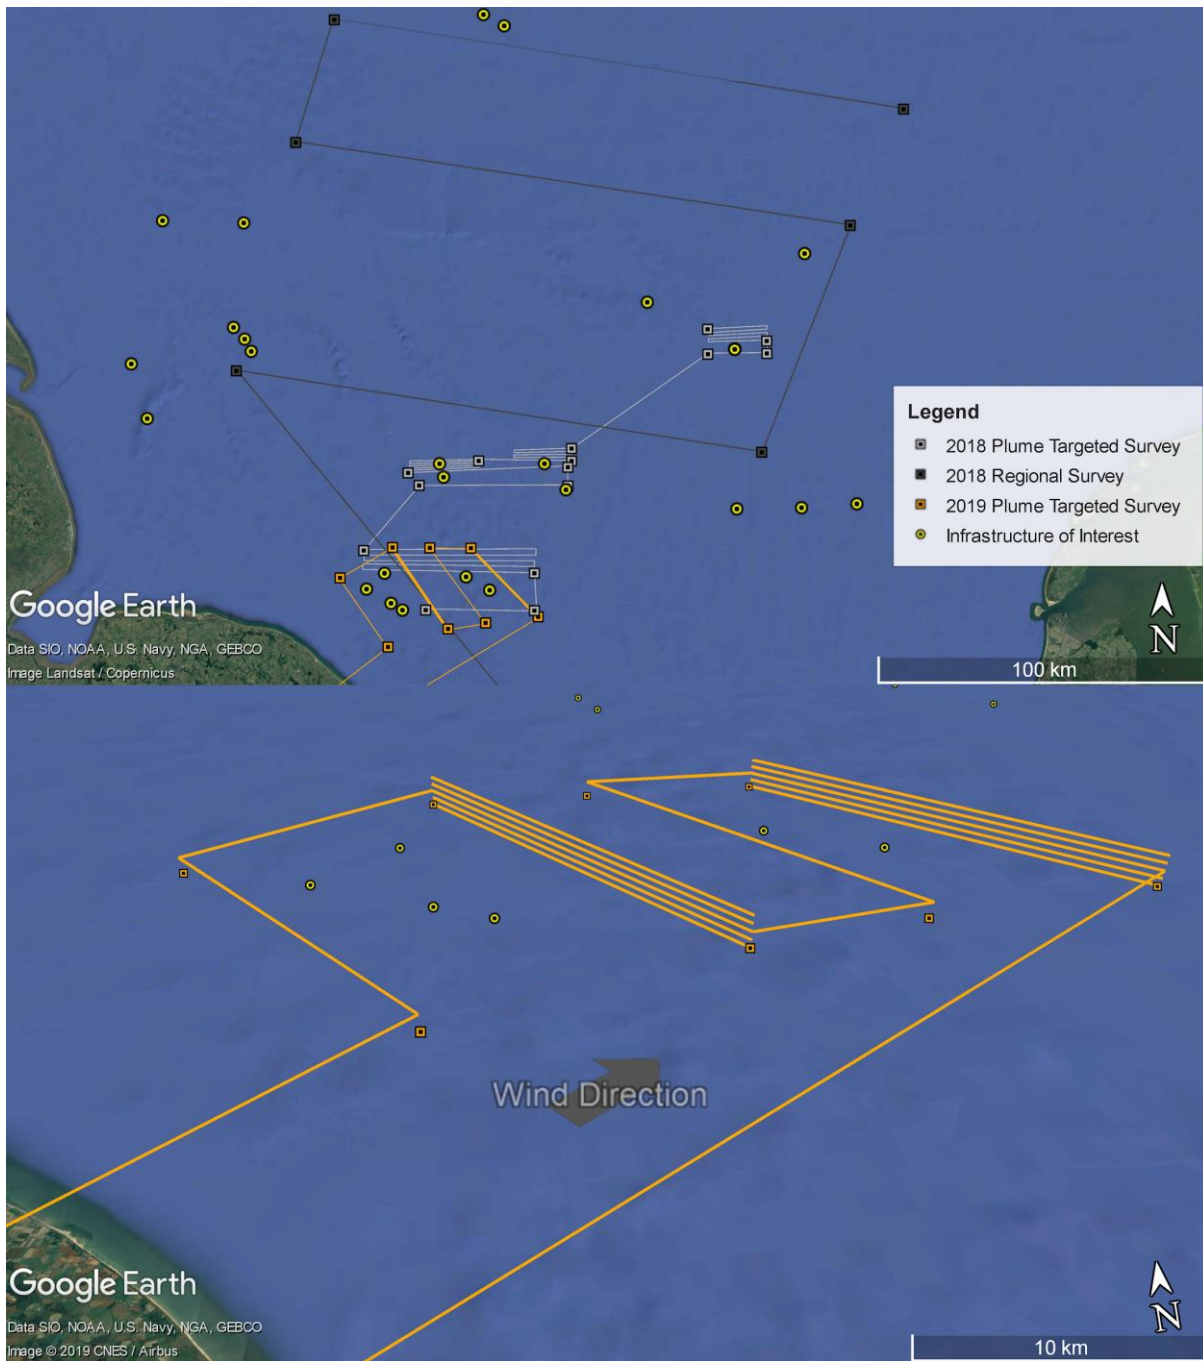 Legend
2018 Plume Targeted Survey
2018 Regional Survey
2019 Plume Targeted Survey
Infrastructure of Interest
Google Earth
Data SIO, NOAA, U.S. Navy, NGA, GEBCO
Image Landsat / Copernicus
N
100 km
Wind Direction
Google Earth
Data SIO, NOAA, U.S. Navy, NGA, GEBCO
Image © 2019 CNES / Airbus
N
10 km